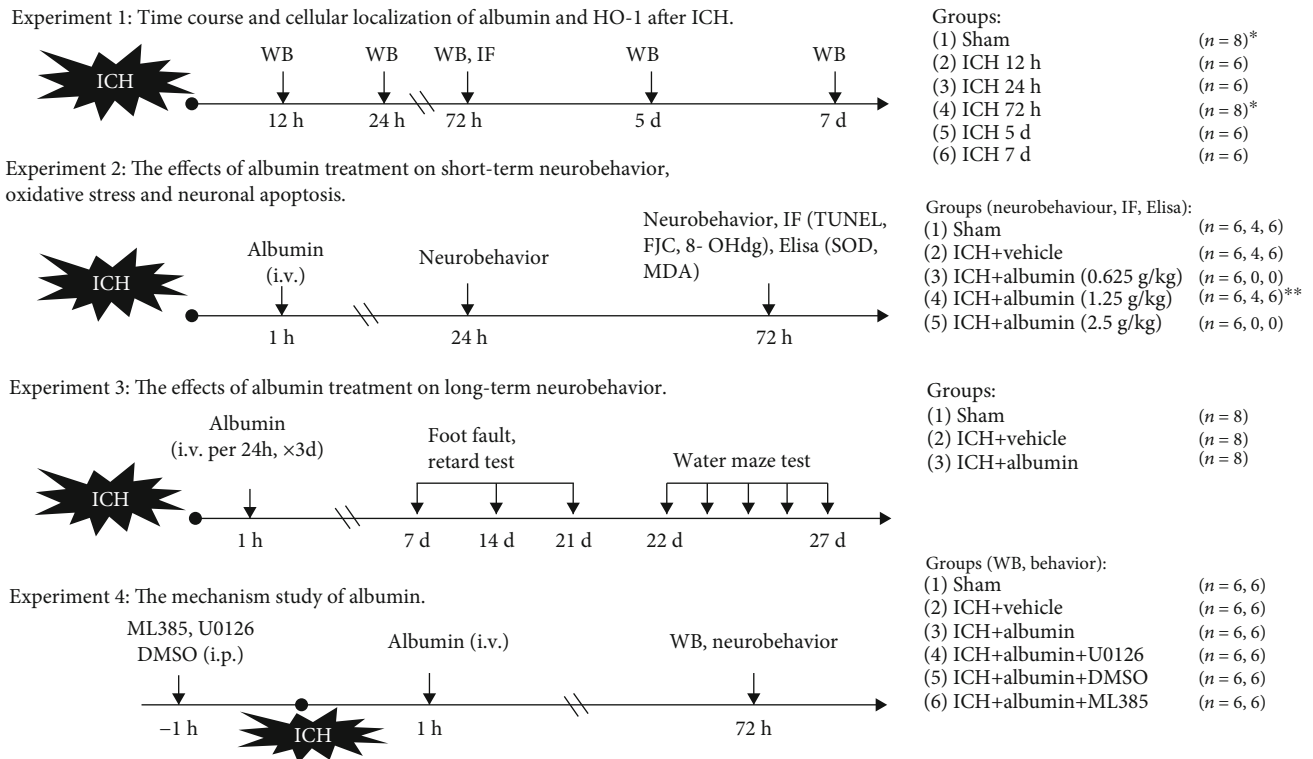 Experiment 1: Time course and cellular localization of albumin and HO-1 after ICH.
ICH
WB
WB
WB, IF
WB
WB
12 h
24 h
72 h
5 d
7 d
Groups:
(1) Sham (n = 8)*
(2) ICH 12 h (n = 6)
(3) ICH 24 h (n = 6)
(4) ICH 72 h (n = 8)*
(5) ICH 5 d (n = 6)
(6) ICH 7 d (n = 6)
Experiment 2: The effects of albumin treatment on short-term neurobehavior,
oxidative stress and neuronal apoptosis.
ICH
Albumin
(i.v.)
Neurobehavior
Neurobehavior, IF (TUNEL,
FJC, 8- OHdg), Elisa (SOD,
MDA)
1 h
24 h
72 h
Groups (neurobehaviour, IF, Elisa):
(1) Sham (n = 6, 4, 6)
(2) ICH+vehicle (n = 6, 4, 6)
(3) ICH+albumin (0.625 g/kg) (n = 6, 0, 0)
(4) ICH+albumin (1.25 g/kg) (n = 6, 4, 6)**
(5) ICH+albumin (2.5 g/kg) (n = 6, 0, 0)
Experiment 3: The effects of albumin treatment on long-term neurobehavior.
ICH
Albumin
(i.v. per 24h, ×3d)
Foot fault,
retard test
Water maze test
1 h
7 d
14 d
21 d
22 d
27 d
Groups:
(1) Sham (n = 8)
(2) ICH+vehicle (n = 8)
(3) ICH+albumin (n = 8)
Experiment 4: The mechanism study of albumin.
ML385, U0126
DMSO (i.p.)
Albumin (i.v.)
WB, neurobehavior
−1 h
ICH
1 h
72 h
Groups (WB, behavior):
(1) Sham (n = 6, 6)
(2) ICH+vehicle (n = 6, 6)
(3) ICH+albumin (n = 6, 6)
(4) ICH+albumin+U0126 (n = 6, 6)
(5) ICH+albumin+DMSO (n = 6, 6)
(6) ICH+albumin+ML385 (n = 6, 6)